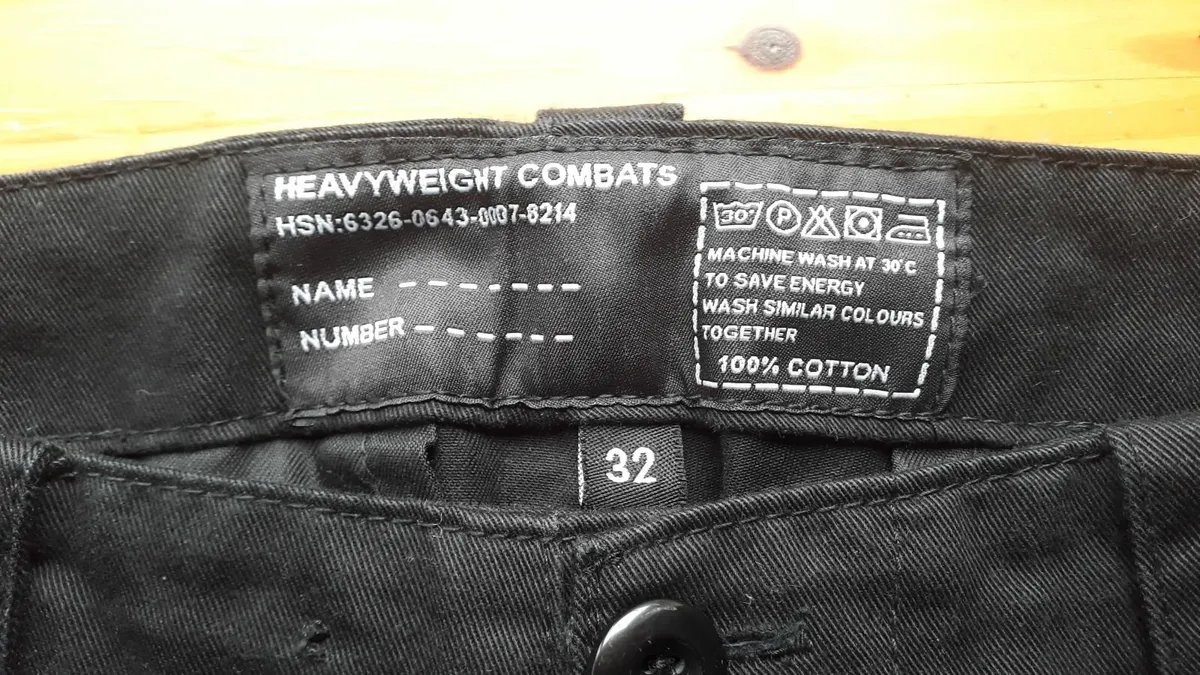 HEAVYWEIGHT COMBATS
HSN:6326-0643-0007-8214
NAME ------
NUMBER ------
30°
P
MACHINE WASH AT 30°C
TO SAVE ENERGY
WASH SIMILAR COLOURS
TOGETHER
100% COTTON
32